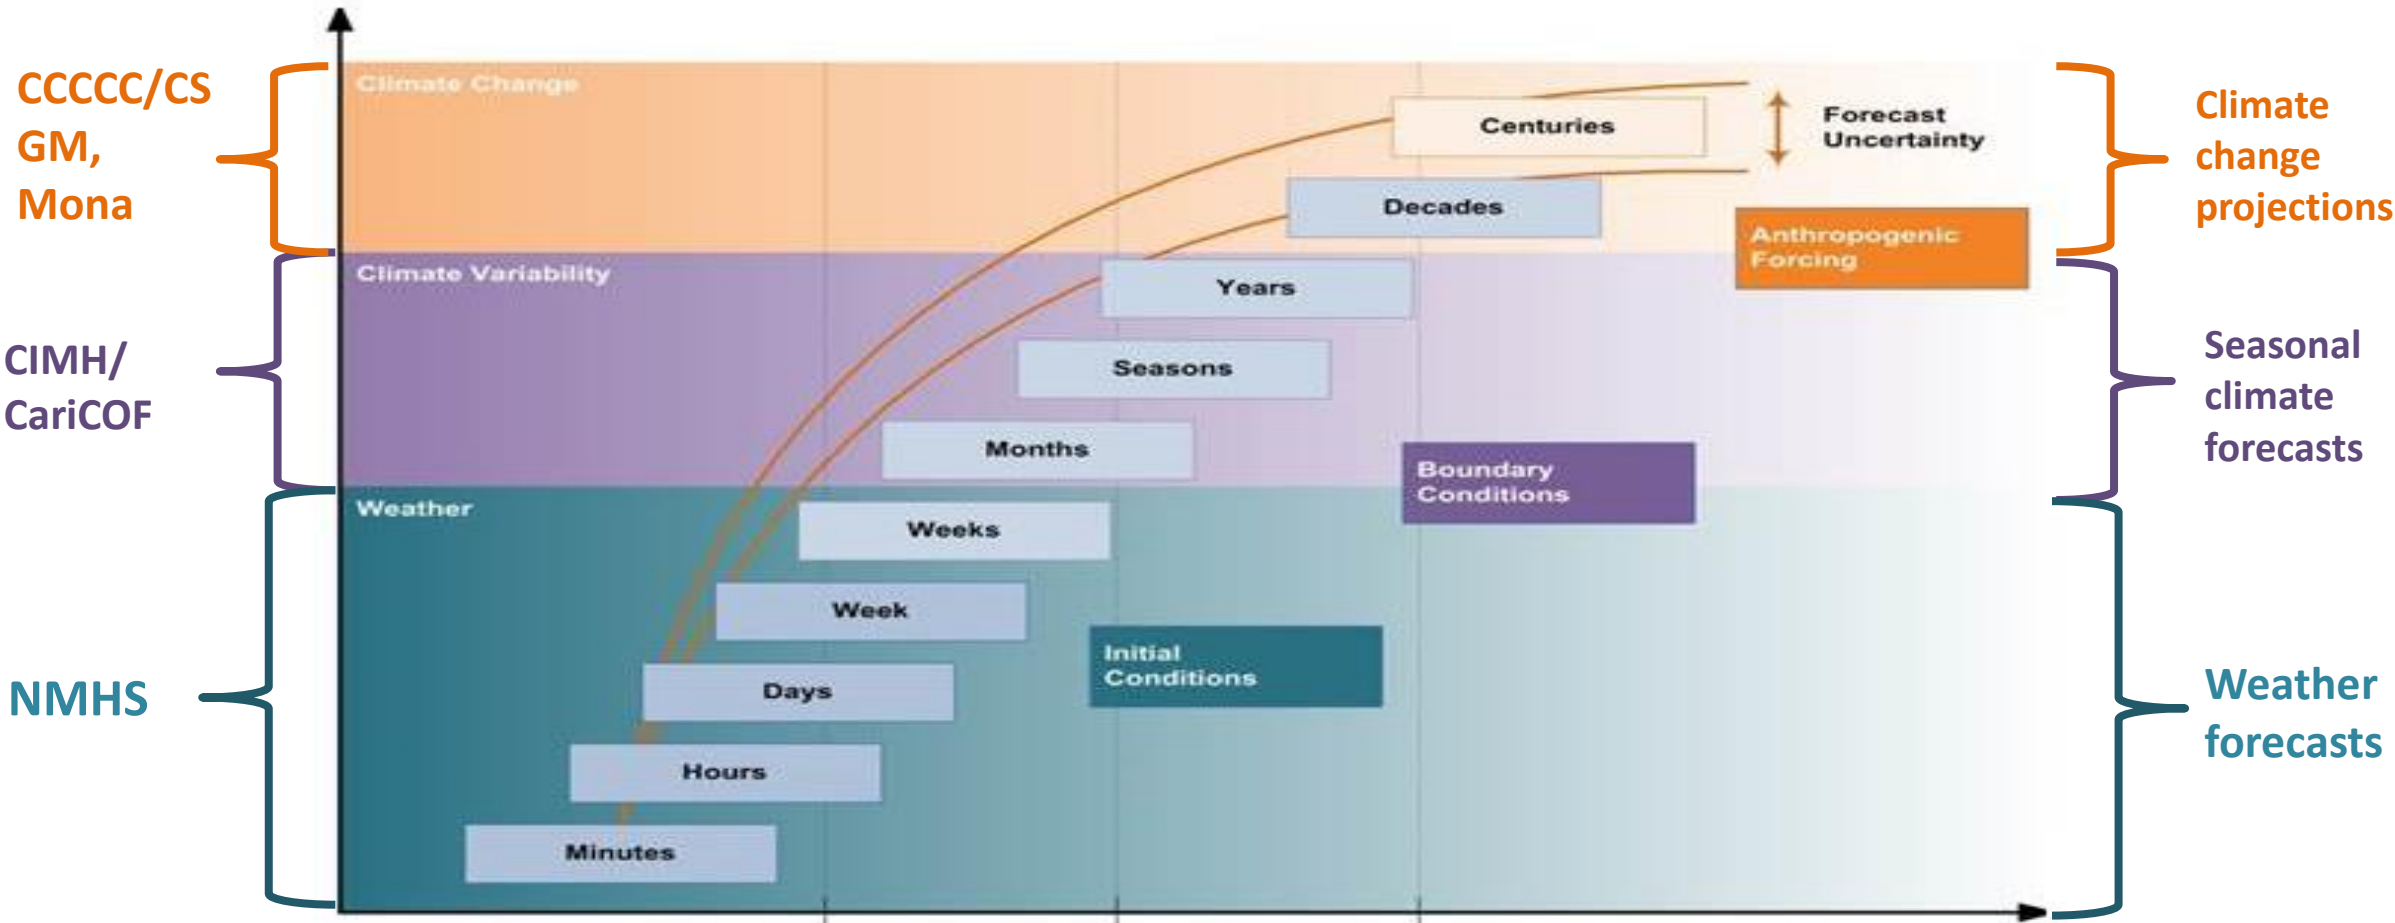 CCCCC/CS
GM,
Mona
CIMH/
CariCOF
NMHS
Climate Change
Centuries
Forecast
Uncertainty
Decades
Anthropogenic
Forcing
Climate Variability
Years
Seasons
Months
Boundary
Conditions
Weather
Weeks
Week
Initial
Conditions
Days
Hours
Minutes
Climate
change
projections
Seasonal
climate
forecasts
Weather
forecasts